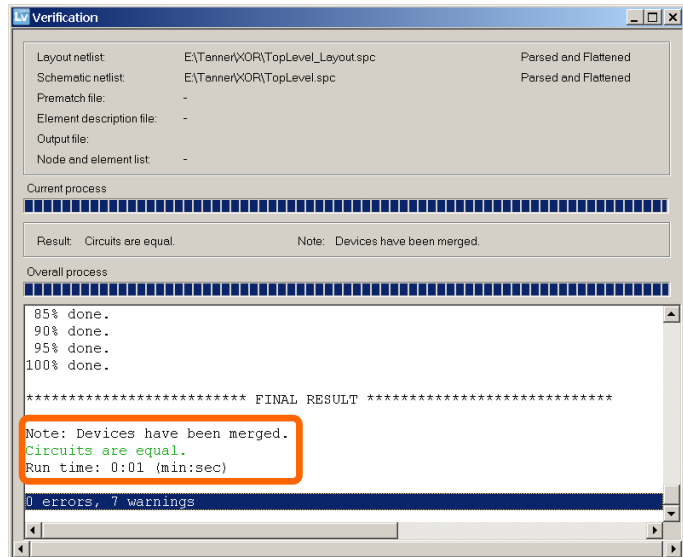 Lv Verification
Layout netlist: E:\Tanner\XOR\TopLevel_Layout.spc Parsed and Flattened
Schematic netlist: E:\Tanner\XOR\TopLevel.spc Parsed and Flattened
Prematch file: -
Element description file: -
Output file:
Node and element list: -
Current process
Result: Circuits are equal. Note: Devices have been merged.
Overall process
85% done.
90% done.
95% done.
100% done.
************************** FINAL RESULT *****************************
Note: Devices have been merged.
Circuits are equal.
Run time: 0:01 (min:sec)
0 errors, 7 warnings